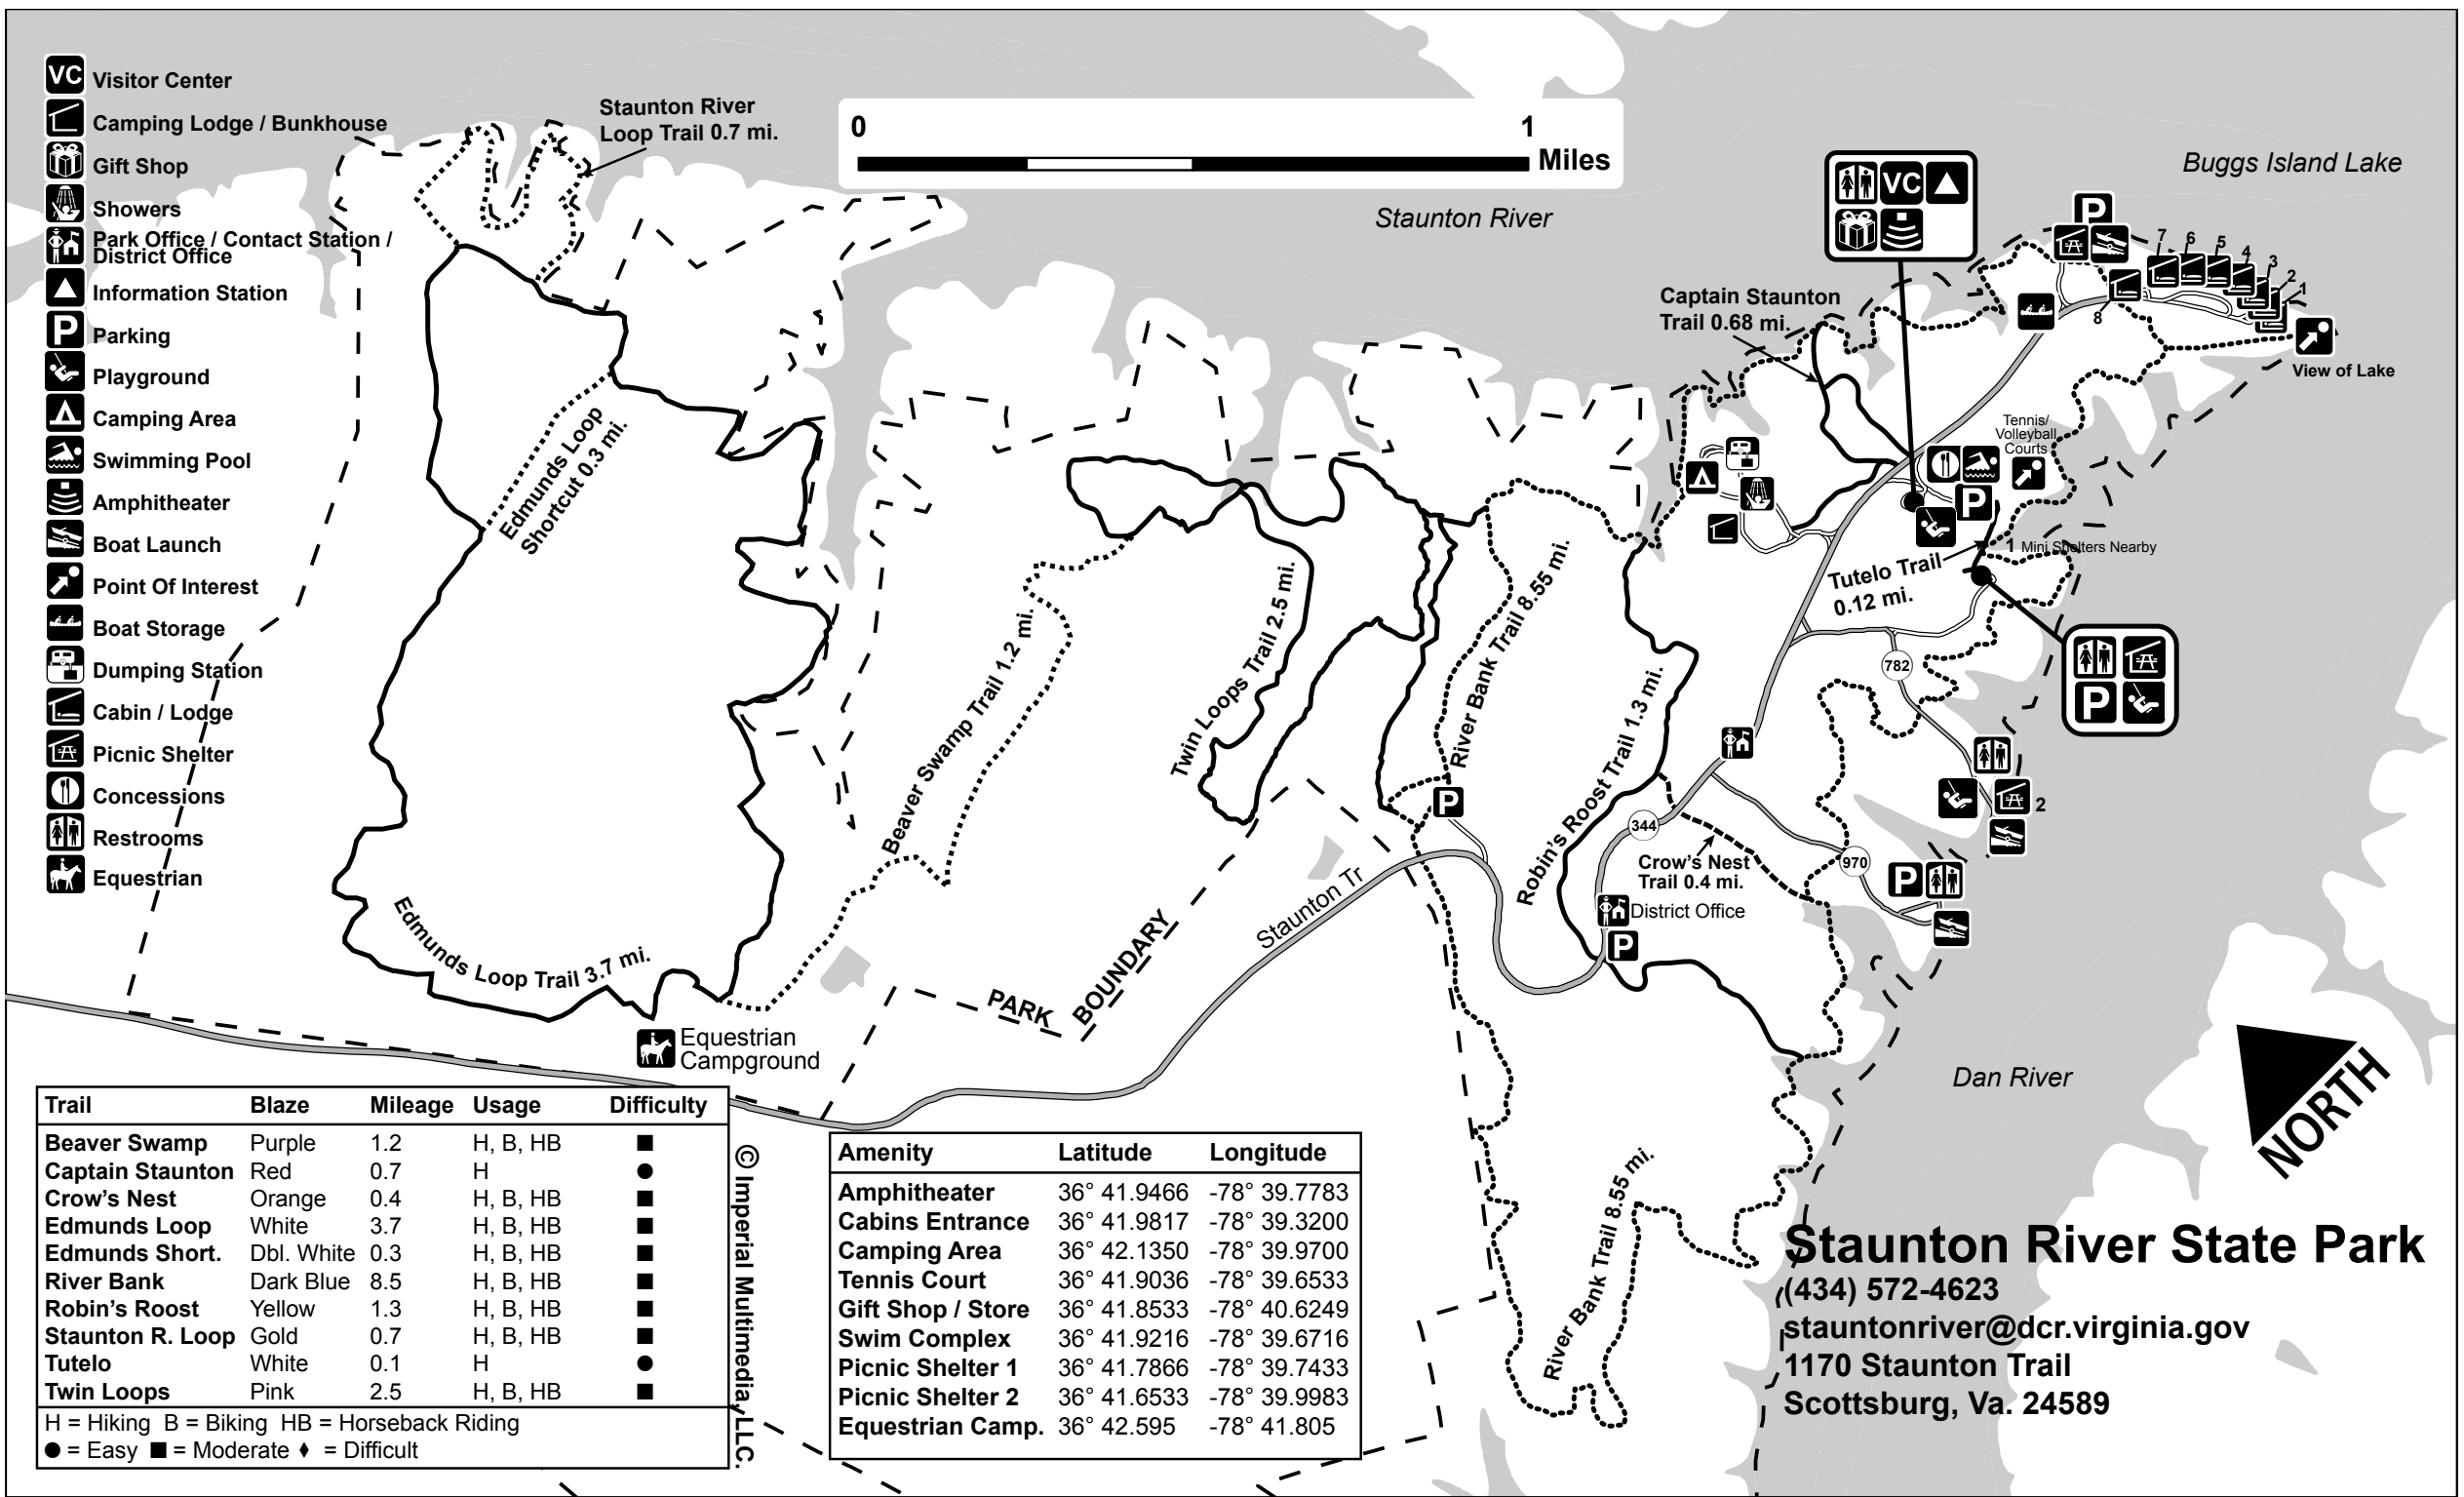 VC Visitor Center
Camping Lodge / Bunkhouse
Gift Shop
Showers
Park Office / Contact Station /
District Office
Information Station
P Parking
Playground
Camping Area
Swimming Pool
Amphitheater
Boat Launch
Point Of Interest
Boat Storage
Dumping Station
Cabin / Lodge
Picnic Shelter
Concessions
Restrooms
Equestrian
Staunton River
Loop Trail 0.7 mi.
0 1
Miles
Staunton River
Buggs Island Lake
VC
P
7 6 5 4 3 2 1
8
View of Lake
Captain Staunton
Trail 0.68 mi.
Tennis/
Volleyball
Courts
P
1 Mini Shelters Nearby
Tutelo Trail
0.12 mi.
P
782
2
Edmunds Loop
Shortcut 0.3 mi.
Beaver Swamp Trail 1.2 mi.
Twin Loops Trail 2.5 mi.
River Bank Trail 8.55 mi.
Robin's Roost Trail 1.3 mi.
P
344
Crow's Nest
Trail 0.4 mi.
970
P
District Office
P
Edmunds Loop Trail 3.7 mi.
PARK BOUNDARY
Staunton Tr
Equestrian
Campground
Dan River
NORTH
River Bank Trail 8.55 mi.
Trail Blaze Mileage Usage Difficulty
Beaver Swamp Purple 1.2 H, B, HB ■
Captain Staunton Red 0.7 H ●
Crow's Nest Orange 0.4 H, B, HB ■
Edmunds Loop White 3.7 H, B, HB ■
Edmunds Short. Dbl. White 0.3 H, B, HB ■
River Bank Dark Blue 8.5 H, B, HB ■
Robin's Roost Yellow 1.3 H, B, HB ■
Staunton R. Loop Gold 0.7 H, B, HB ■
Tutelo White 0.1 H ●
Twin Loops Pink 2.5 H, B, HB ■
H = Hiking B = Biking HB = Horseback Riding
● = Easy ■ = Moderate ♦ = Difficult
© Imperial Multimedia, LLC.
Amenity Latitude Longitude
Amphitheater 36° 41.9466 -78° 39.7783
Cabins Entrance 36° 41.9817 -78° 39.3200
Camping Area 36° 42.1350 -78° 39.9700
Tennis Court 36° 41.9036 -78° 39.6533
Gift Shop / Store 36° 41.8533 -78° 40.6249
Swim Complex 36° 41.9216 -78° 39.6716
Picnic Shelter 1 36° 41.7866 -78° 39.7433
Picnic Shelter 2 36° 41.6533 -78° 39.9983
Equestrian Camp. 36° 42.595 -78° 41.805
Staunton River State Park
(434) 572-4623
stauntonriver@dcr.virginia.gov
1170 Staunton Trail
Scottsburg, Va. 24589